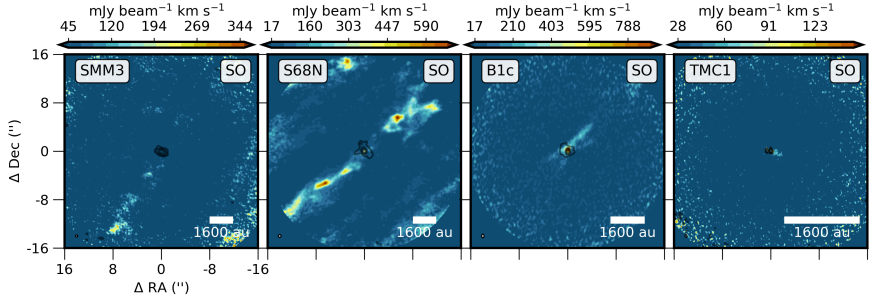 mJy beam⁻¹ km s⁻¹ mJy beam⁻¹ km s⁻¹ mJy beam⁻¹ km s⁻¹ mJy beam⁻¹ km s⁻¹
45 120 194 269 344 17 160 303 447 590 17 210 403 595 788 28 60 91 123
16 SMM3 SO S68N SO B1c SO TMC1 SO
8
0
-8
-16
Δ Dec ('')
1600 au 1600 au 1600 au 1600 au
16 8 0 -8 -16
Δ RA ('')